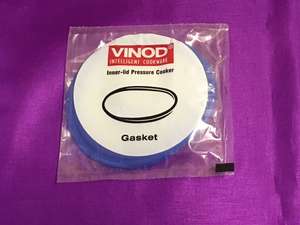 VINOD
INTELLIGENT COOKWARE
Inner-lid Pressure Cooker
Gasket